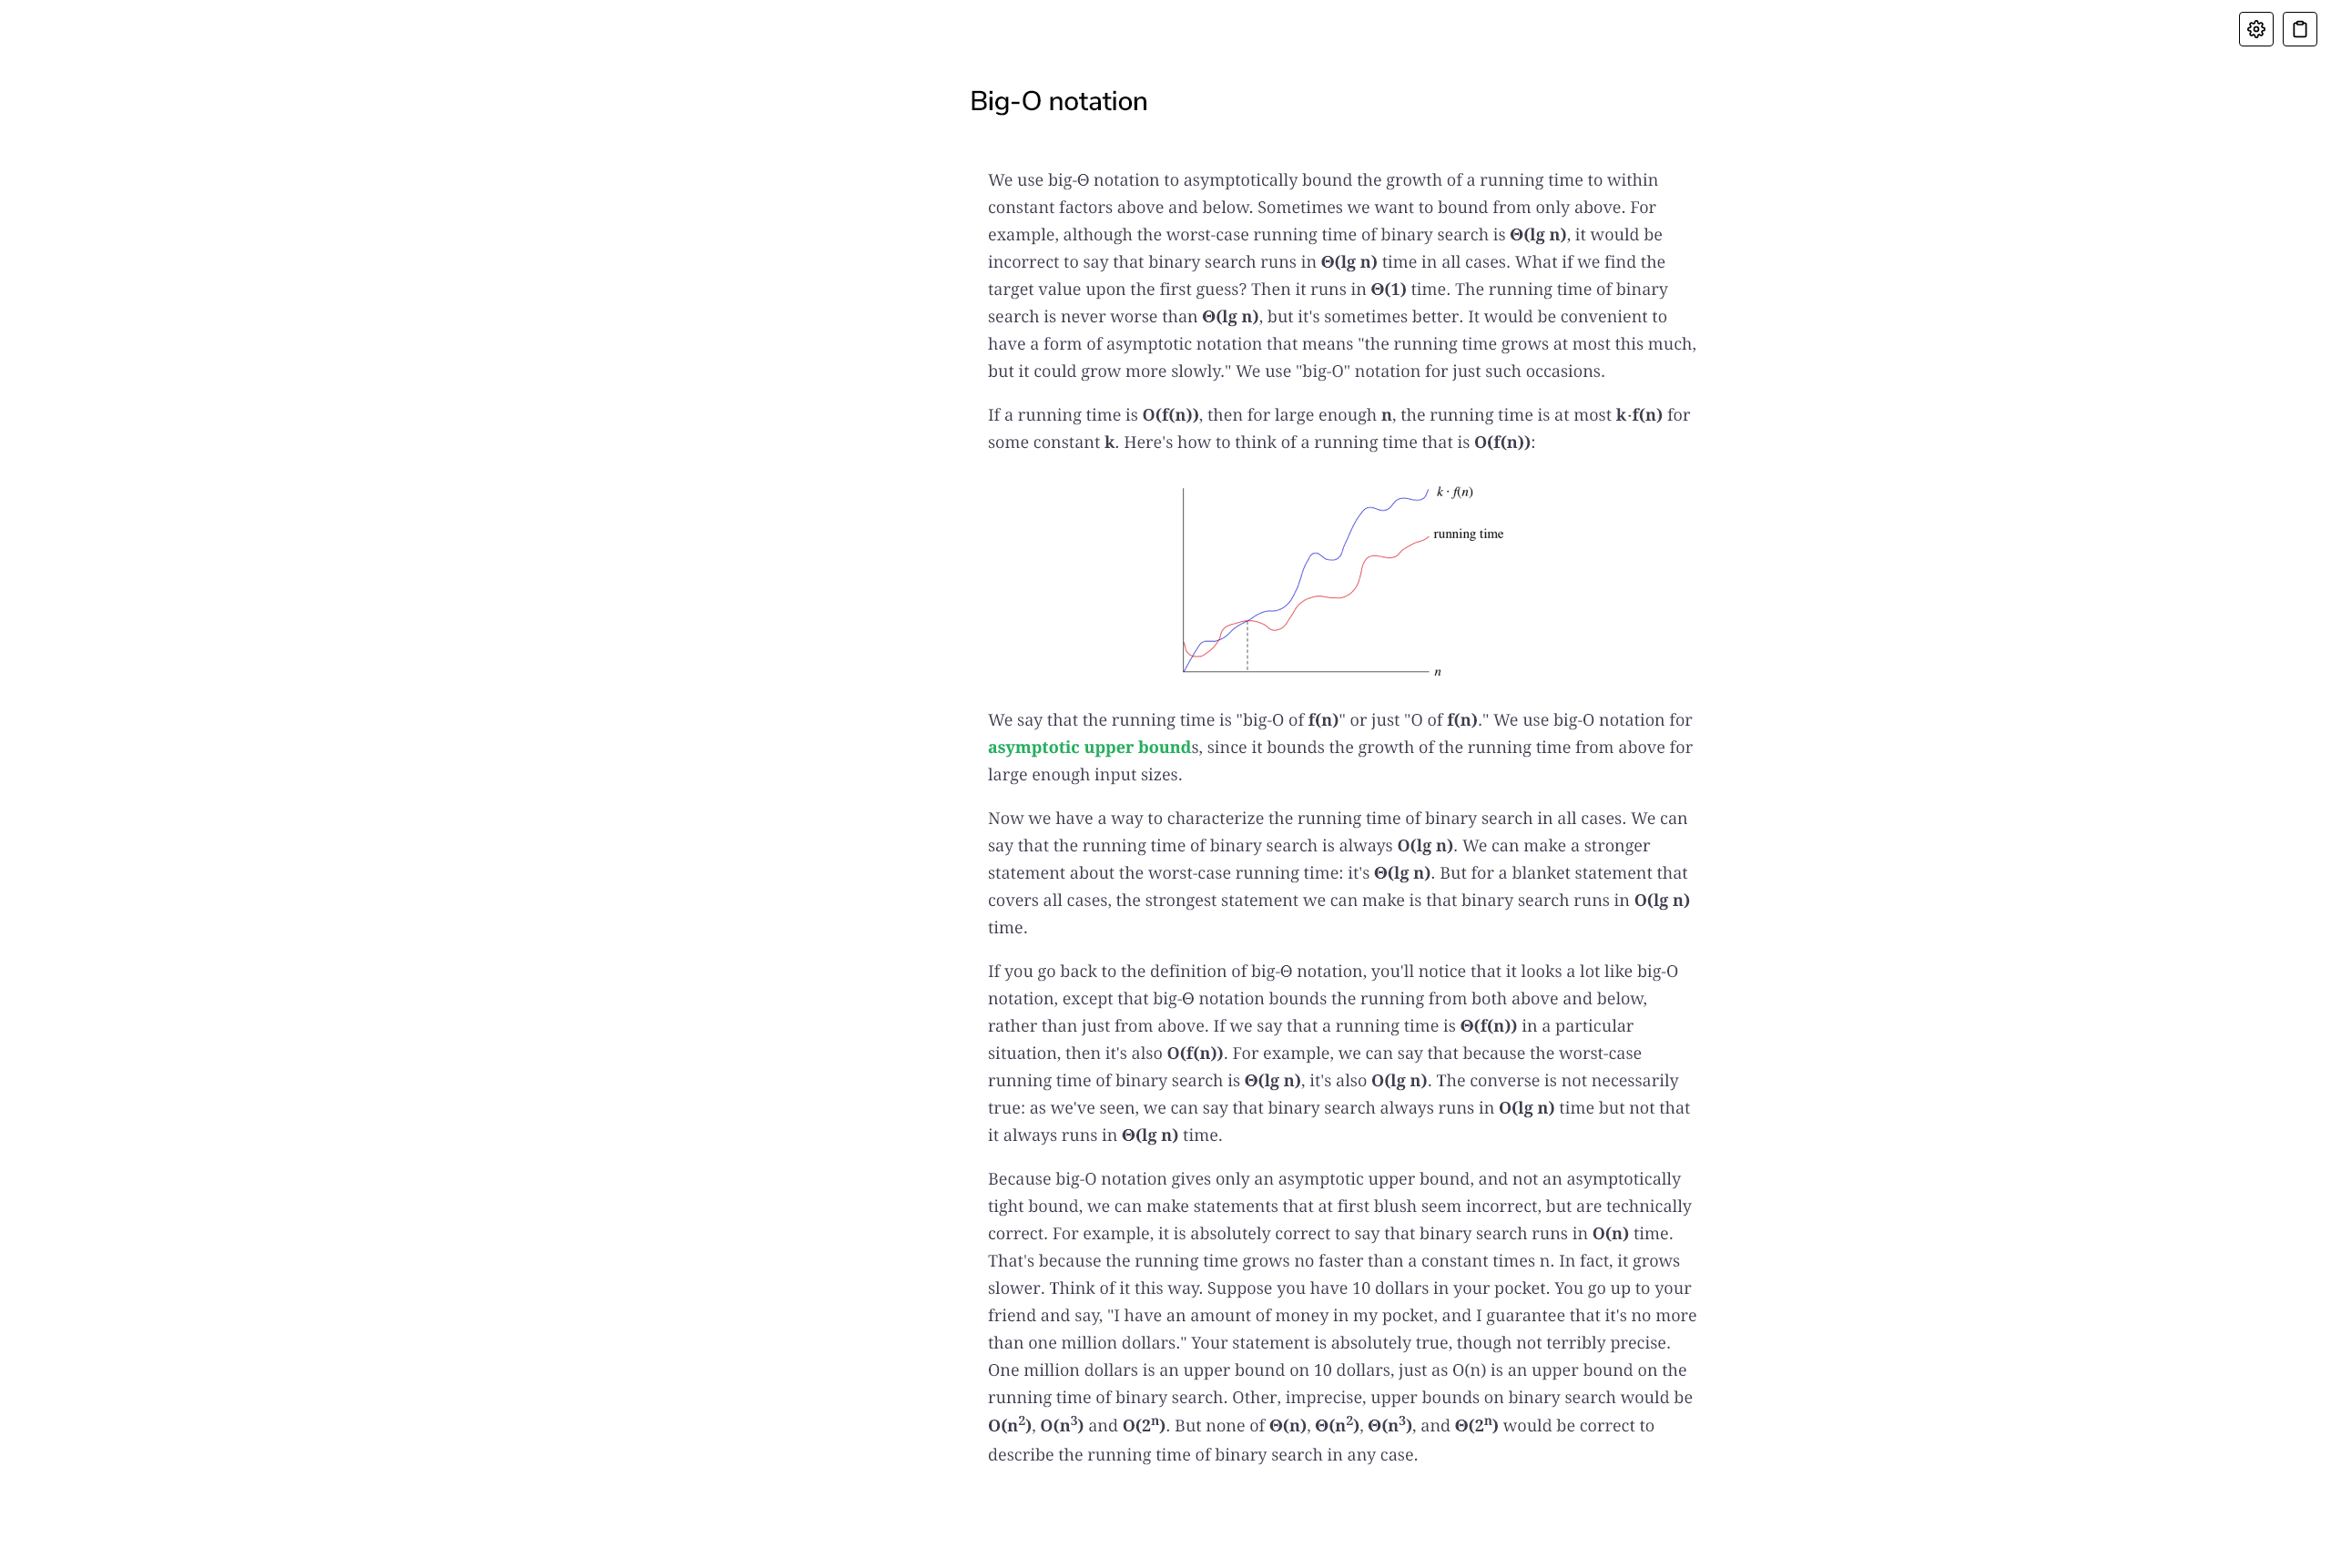 Big-O notation
We use big-Θ notation to asymptotically bound the growth of a running time to within
constant factors above and below. Sometimes we want to bound from only above. For
example, although the worst-case running time of binary search is Θ(lg n), it would be
incorrect to say that binary search runs in Θ(lg n) time in all cases. What if we find the
target value upon the first guess? Then it runs in Θ(1) time. The running time of binary
search is never worse than Θ(lg n), but it's sometimes better. It would be convenient to
have a form of asymptotic notation that means "the running time grows at most this much,
but it could grow more slowly." We use "big-O" notation for just such occasions.
If a running time is O(f(n)), then for large enough n, the running time is at most k·f(n) for
some constant k. Here's how to think of a running time that is O(f(n)):
k · f(n)
running time
n
We say that the running time is "big-O of f(n)" or just "O of f(n)." We use big-O notation for
asymptotic upper bounds, since it bounds the growth of the running time from above for
large enough input sizes.
Now we have a way to characterize the running time of binary search in all cases. We can
say that the running time of binary search is always O(lg n). We can make a stronger
statement about the worst-case running time: it's Θ(lg n). But for a blanket statement that
covers all cases, the strongest statement we can make is that binary search runs in O(lg n)
time.
If you go back to the definition of big-Θ notation, you'll notice that it looks a lot like big-O
notation, except that big-Θ notation bounds the running from both above and below,
rather than just from above. If we say that a running time is Θ(f(n)) in a particular
situation, then it's also O(f(n)). For example, we can say that because the worst-case
running time of binary search is Θ(lg n), it's also O(lg n). The converse is not necessarily
true: as we've seen, we can say that binary search always runs in O(lg n) time but not that
it always runs in Θ(lg n) time.
Because big-O notation gives only an asymptotic upper bound, and not an asymptotically
tight bound, we can make statements that at first blush seem incorrect, but are technically
correct. For example, it is absolutely correct to say that binary search runs in O(n) time.
That's because the running time grows no faster than a constant times n. In fact, it grows
slower. Think of it this way. Suppose you have 10 dollars in your pocket. You go up to your
friend and say, "I have an amount of money in my pocket, and I guarantee that it's no more
than one million dollars." Your statement is absolutely true, though not terribly precise.
One million dollars is an upper bound on 10 dollars, just as O(n) is an upper bound on the
running time of binary search. Other, imprecise, upper bounds on binary search would be
O(n²), O(n³) and O(2ⁿ). But none of Θ(n), Θ(n²), Θ(n³), and Θ(2ⁿ) would be correct to
describe the running time of binary search in any case.